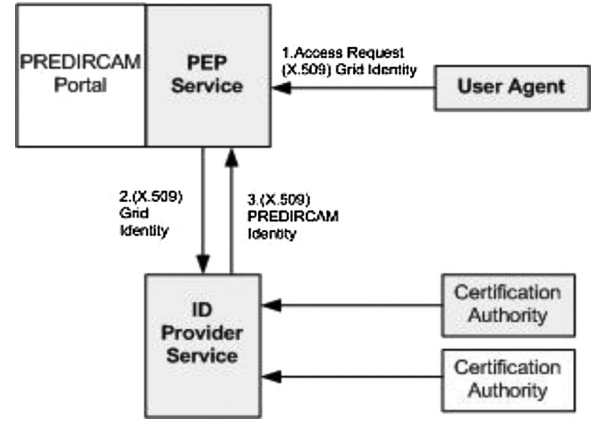 PREDIRCAM
Portal
PEP
Service
1.Access Request
(X.509) Grid Identity
User Agent
2.(X.509)
Grid
Identity
3.(X.509)
PREDIRCAM
Identity
ID
Provider
Service
Certification
Authority
Certification
Authority